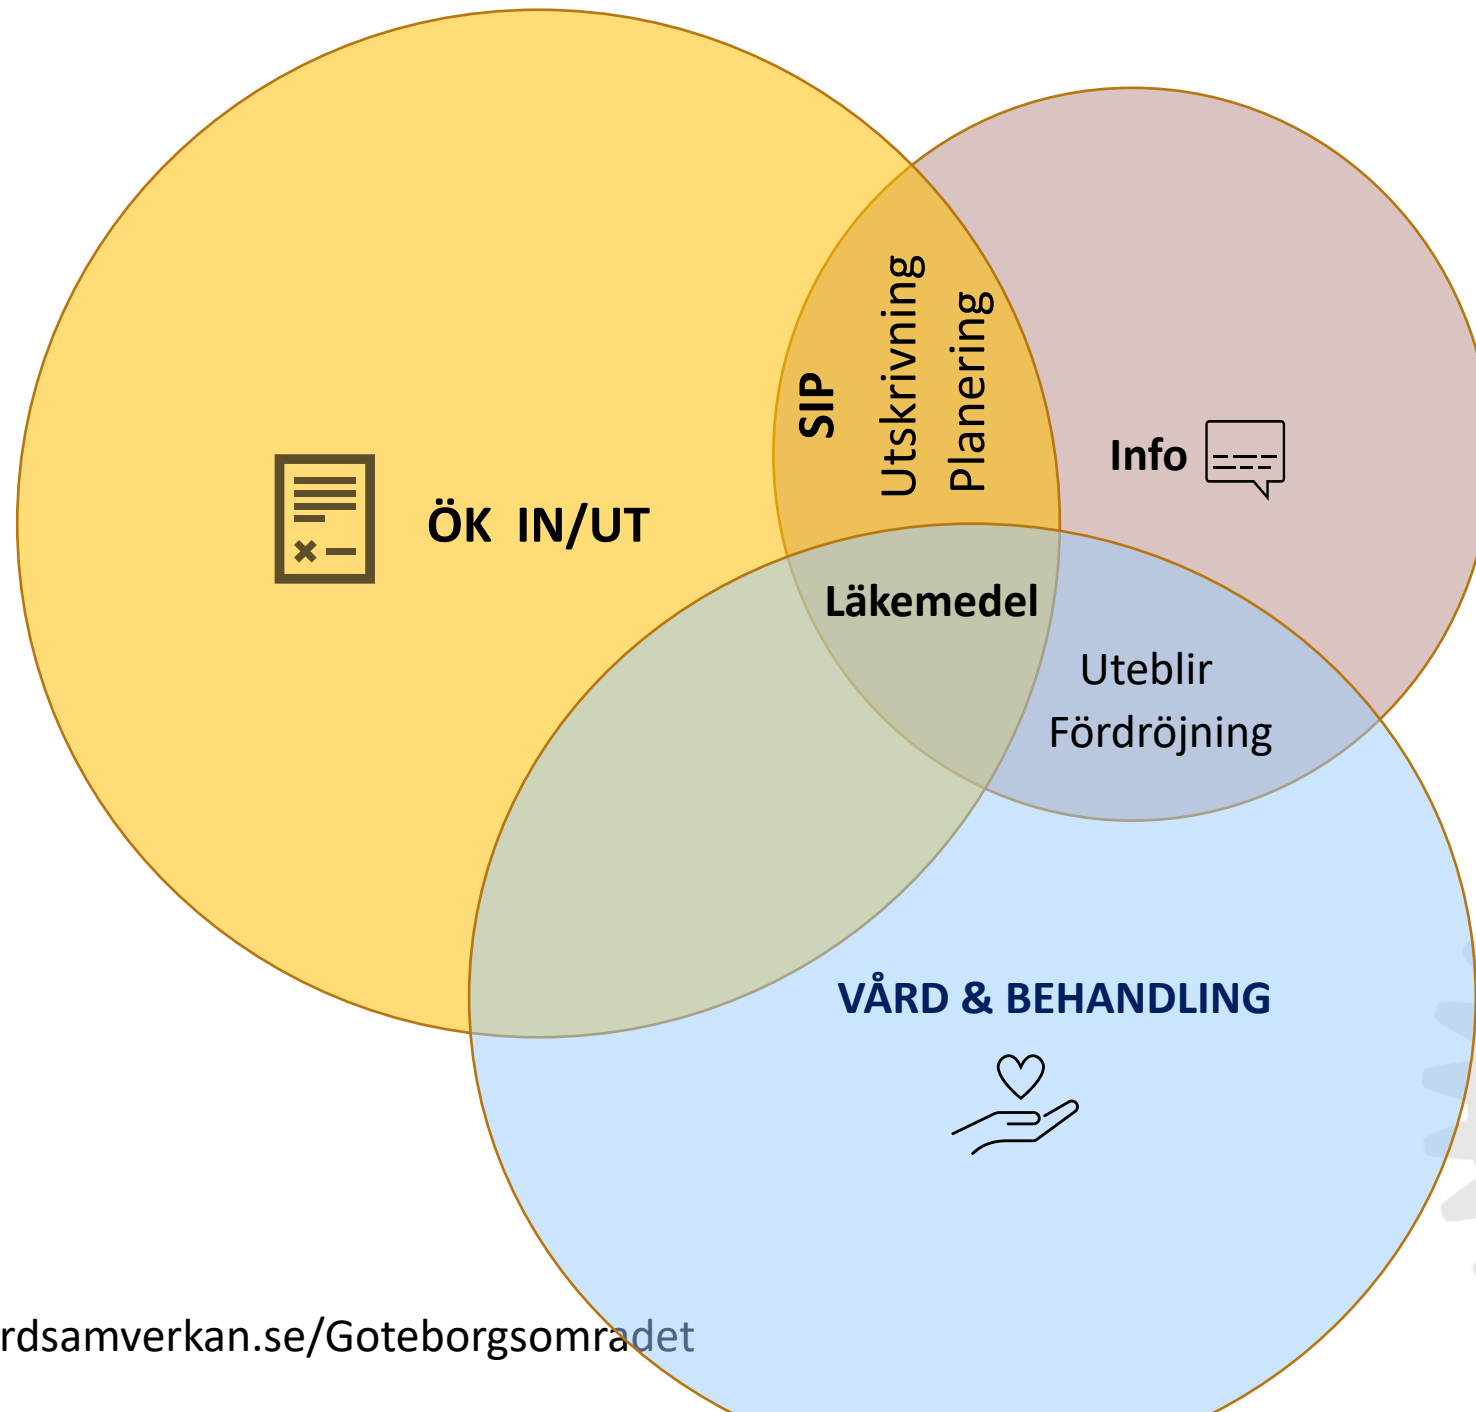 SIP
Utskrivning
Planering
Info
ÖK IN/UT
Läkemedel
Uteblir
Fördröjning
VÅRD & BEHANDLING
rdsamverkan.se/Goteborgsomradet